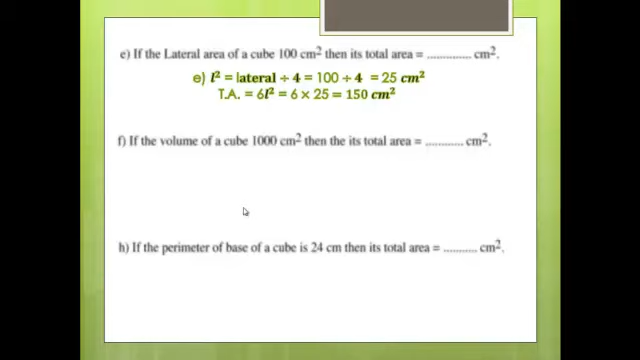 e) If the Lateral area of a cube 100 cm² then its total area = .............. cm².
e) l² = lateral ÷ 4 = 100 ÷ 4 = 25 cm²
T.A. = 6l² = 6 × 25 = 150 cm²
f) If the volume of a cube 1000 cm² then the its total area = ............ cm².
h) If the perimeter of base of a cube is 24 cm then its total area = .......... cm².